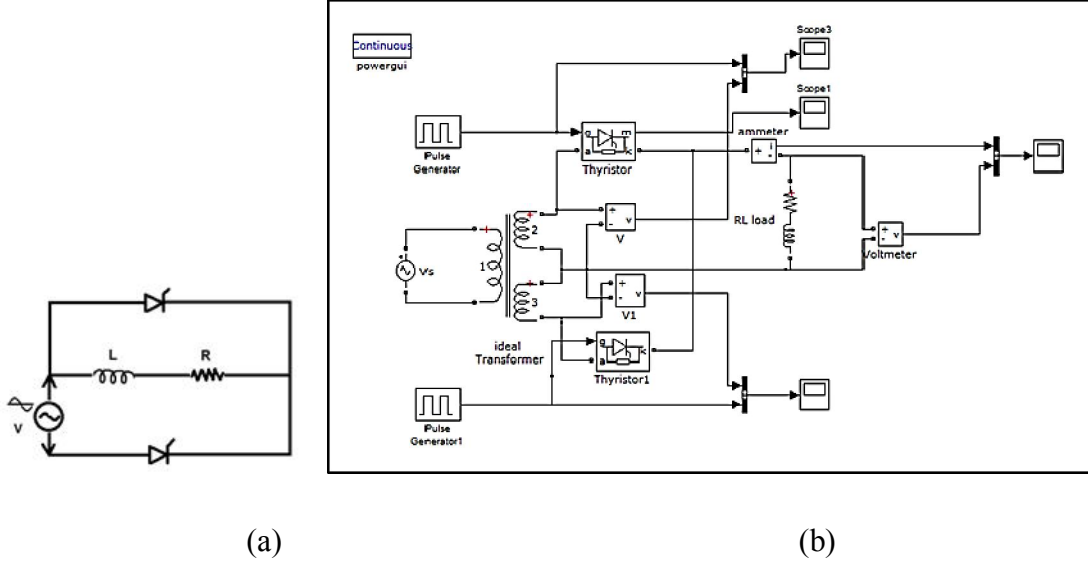 L
R
V
(a)
Continuous
powergui
Scope3
Scope1
Pulse
Generator
g
m
a
k
Thyristor
ammeter
+
-
i
RL load
+
-
v
Voltmeter
Vs
1
2
3
+
-
v
V
+
-
v
V1
ideal
Transformer
g
a
k
Thyristor1
Pulse
Generator1
(b)